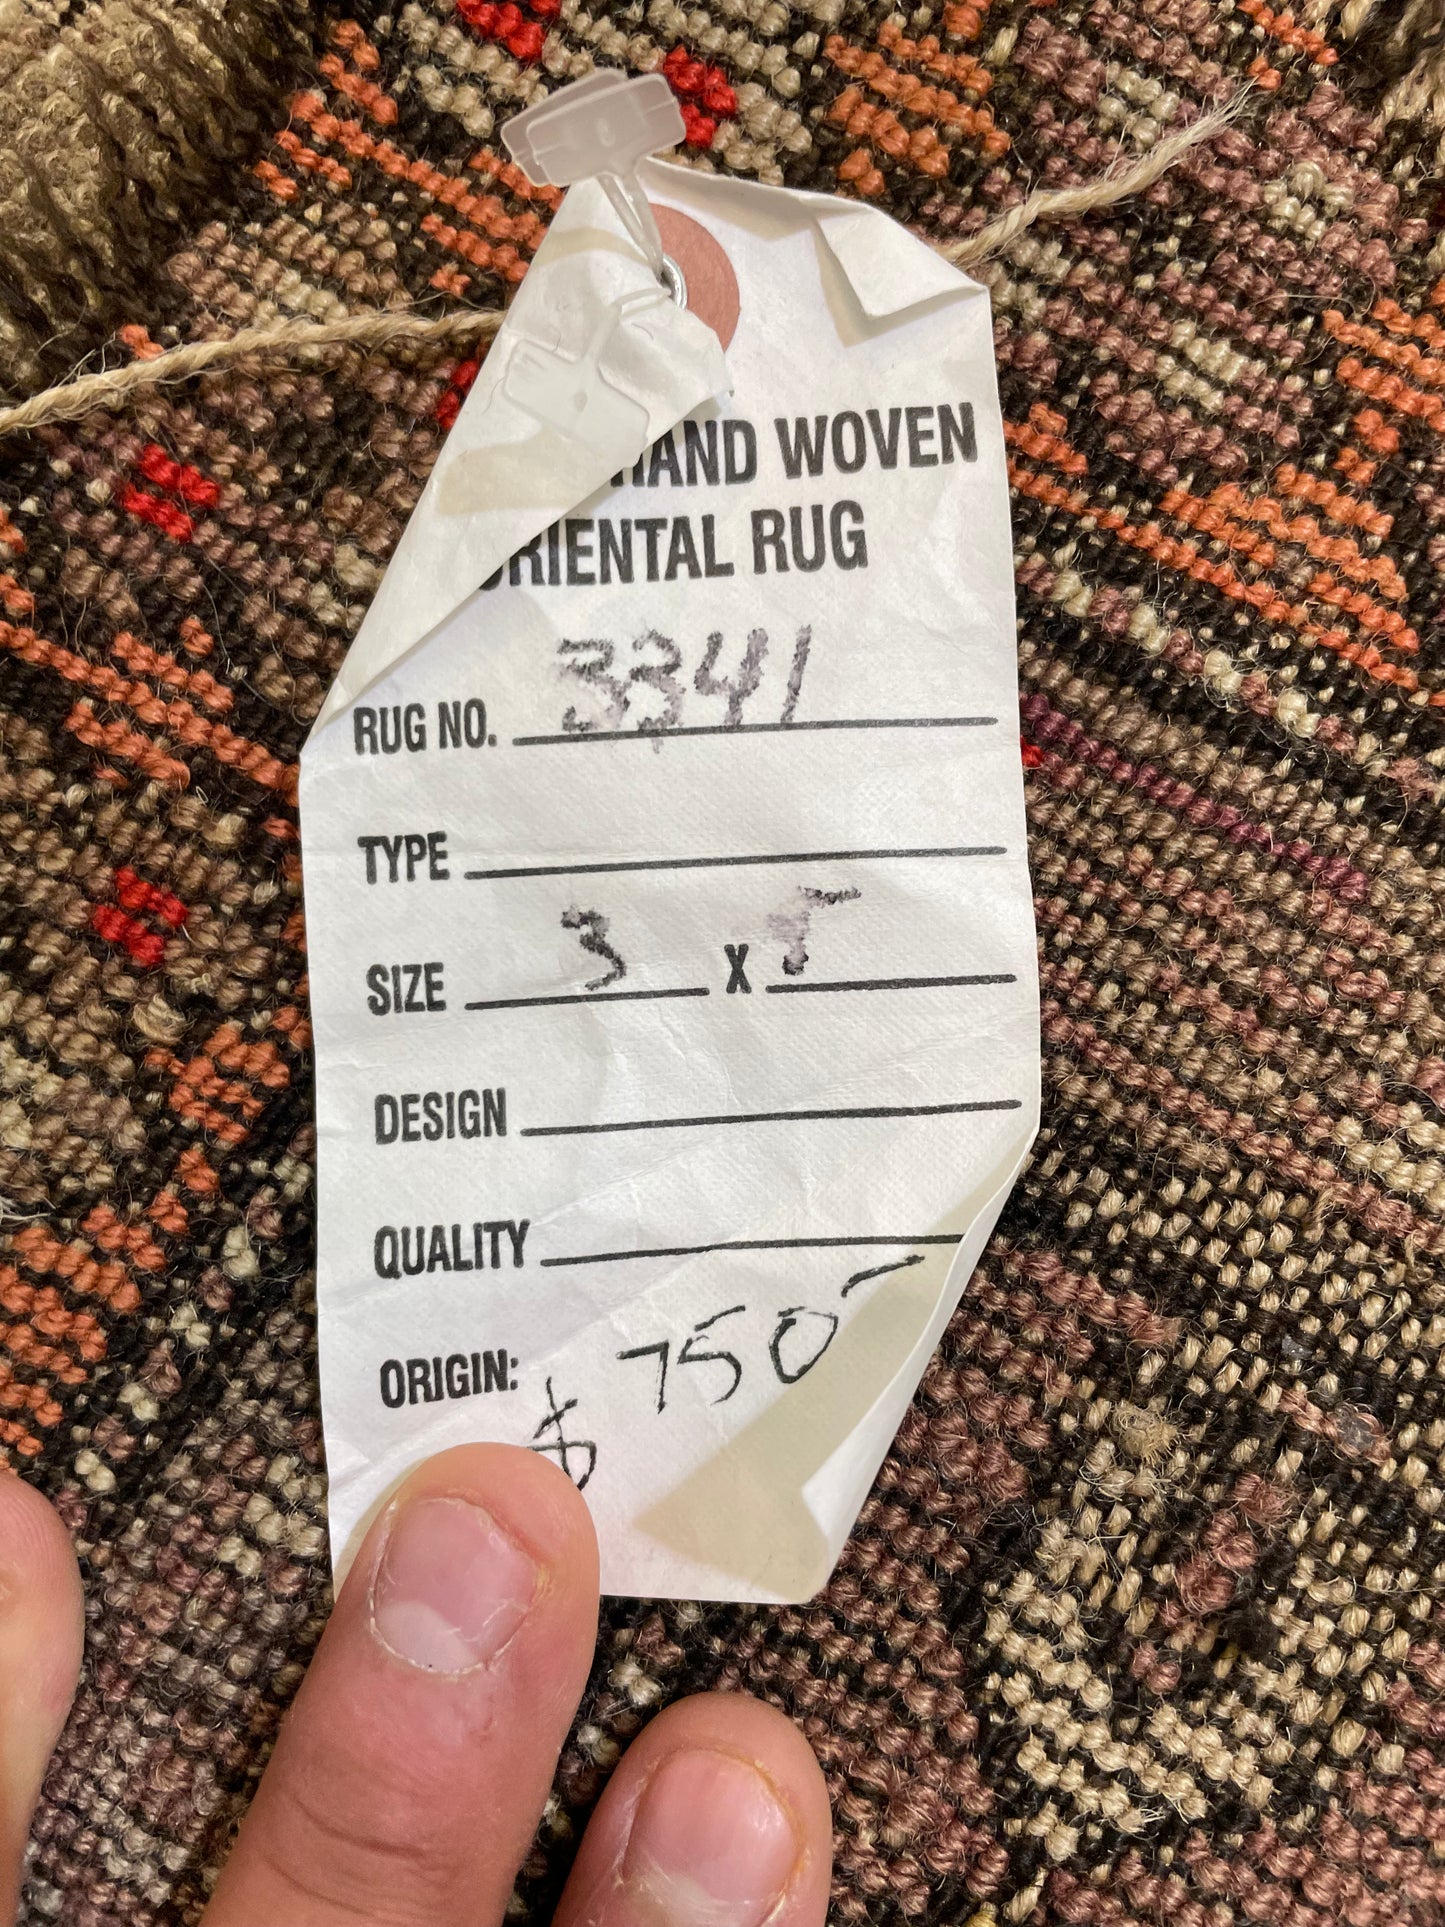 HAND WOVEN
ORIENTAL RUG
RUG NO. 3341
TYPE
SIZE 3 X 5
DESIGN
QUALITY
ORIGIN:
$ 750